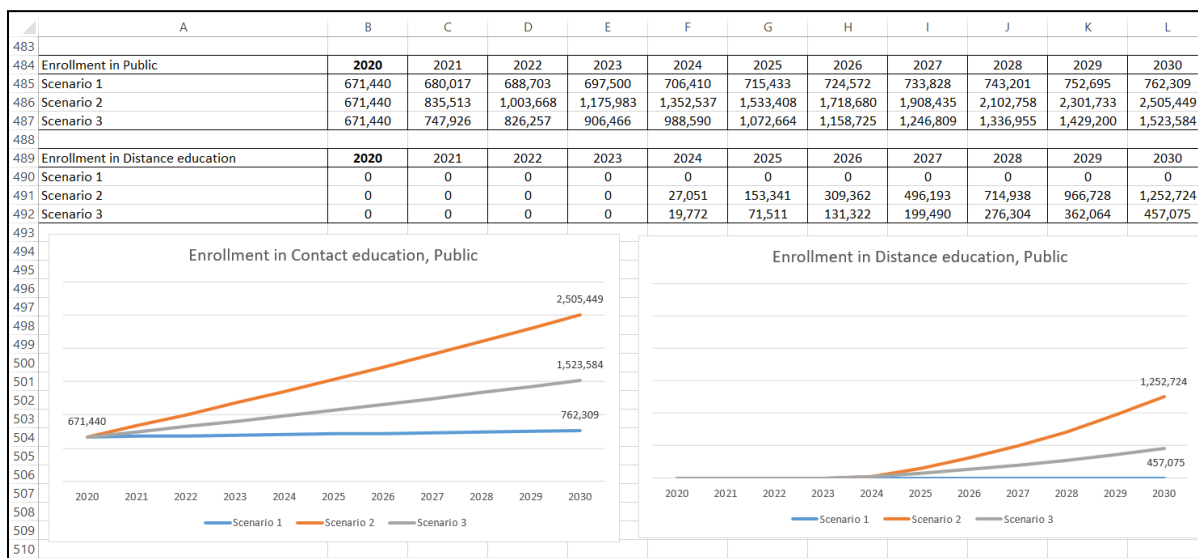 A B C D E F G H I J K L
483
484 Enrollment in Public 2020 2021 2022 2023 2024 2025 2026 2027 2028 2029 2030
485 Scenario 1 671,440 680,017 688,703 697,500 706,410 715,433 724,572 733,828 743,201 752,695 762,309
486 Scenario 2 671,440 835,513 1,003,668 1,175,983 1,352,537 1,533,408 1,718,680 1,908,435 2,102,758 2,301,733 2,505,449
487 Scenario 3 671,440 747,926 826,257 906,466 988,590 1,072,664 1,158,725 1,246,809 1,336,955 1,429,200 1,523,584
488
489 Enrollment in Distance education 2020 2021 2022 2023 2024 2025 2026 2027 2028 2029 2030
490 Scenario 1 0 0 0 0 0 0 0 0 0 0 0
491 Scenario 2 0 0 0 0 27,051 153,341 309,362 496,193 714,938 966,728 1,252,724
492 Scenario 3 0 0 0 0 19,772 71,511 131,322 199,490 276,304 362,064 457,075
493
494
495
496
497
498
499
500
501
502
503
504
505
506
507
508
509
510
Enrollment in Contact education, Public
2,505,449
1,523,584
671,440
762,309
2020 2021 2022 2023 2024 2025 2026 2027 2028 2029 2030
Scenario 1 Scenario 2 Scenario 3
Enrollment in Distance education, Public
1,252,724
457,075
2020 2021 2022 2023 2024 2025 2026 2027 2028 2029 2030
Scenario 1 Scenario 2 Scenario 3